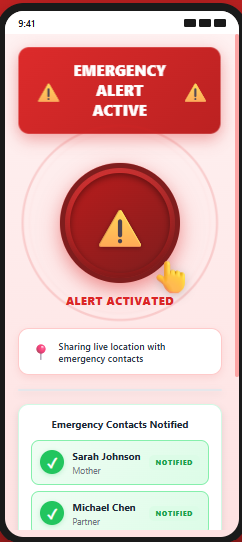 9:41
EMERGENCY
ALERT
ACTIVE
ALERT ACTIVATED
Sharing live location with
emergency contacts
Emergency Contacts Notified
Sarah Johnson
Mother
NOTIFIED
Michael Chen
Partner
NOTIFIED